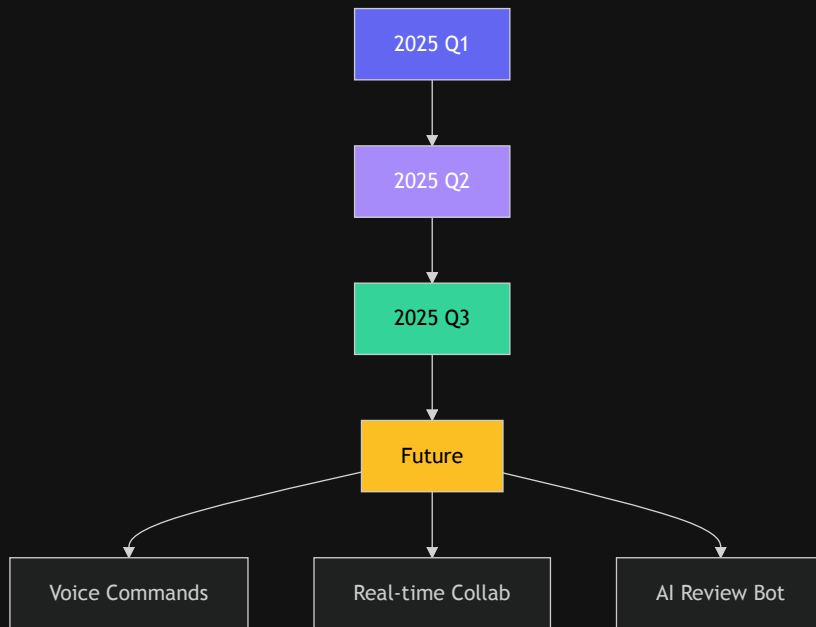 2025 Q1
2025 Q2
2025 Q3
Future
Voice Commands
Real-time Collab
AI Review Bot